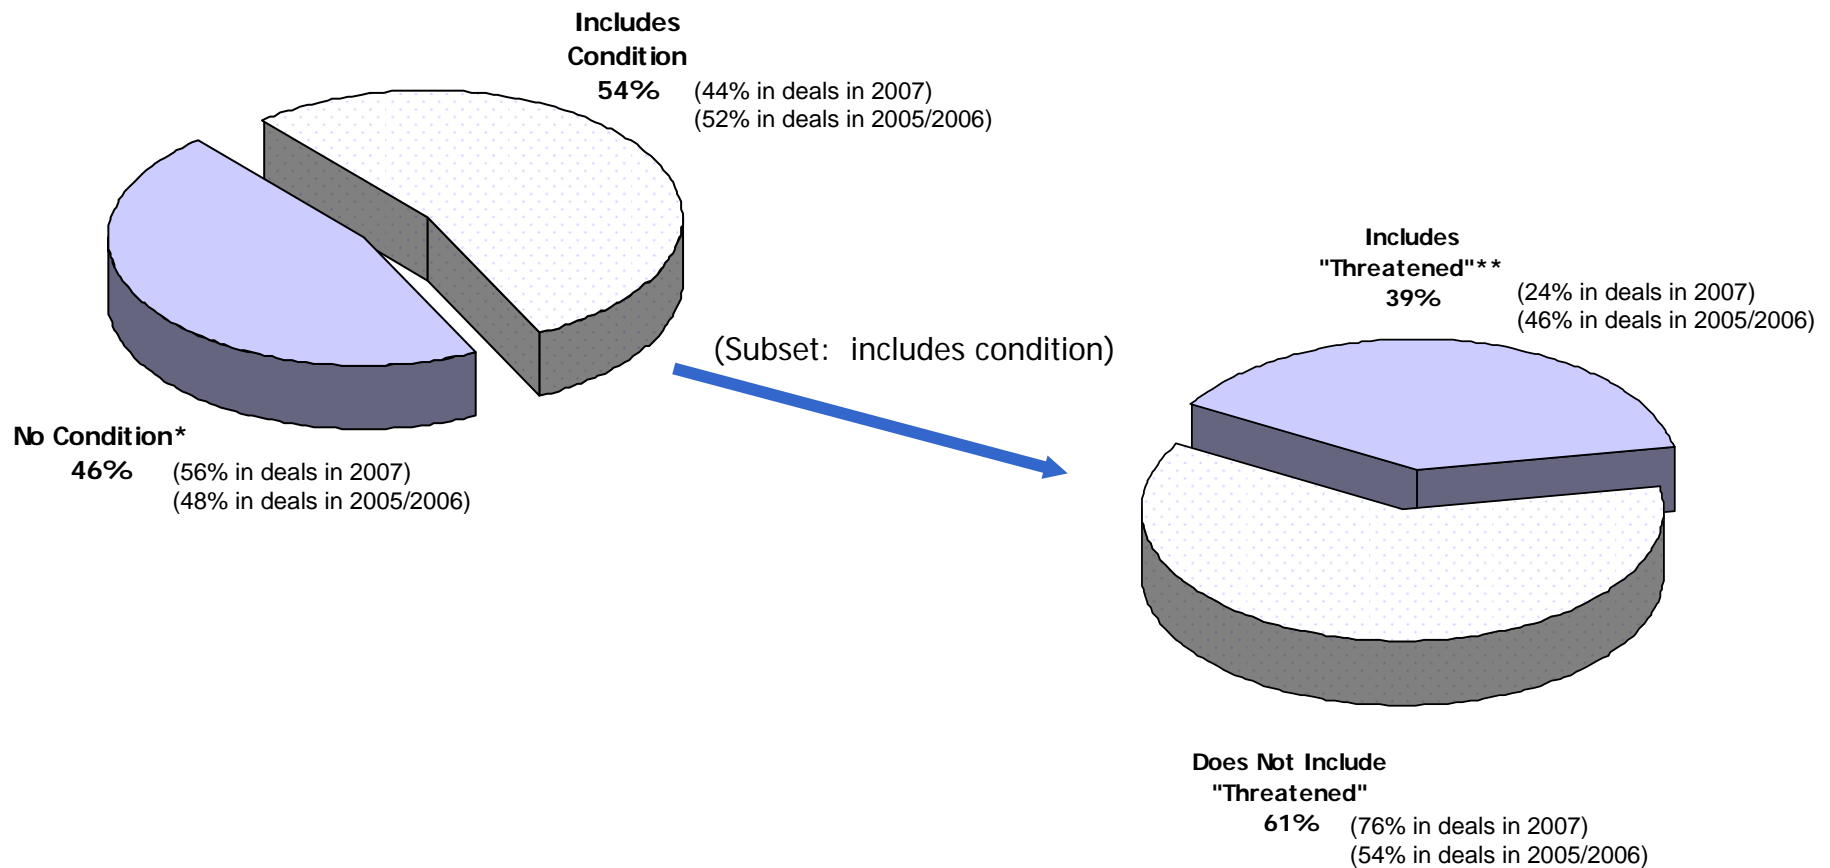 Includes
Condition
54% (44% in deals in 2007)
(52% in deals in 2005/2006)
No Condition*
46% (56% in deals in 2007)
(48% in deals in 2005/2006)
(Subset: includes condition)
Includes
"Threatened"**
39% (24% in deals in 2007)
(46% in deals in 2005/2006)
Does Not Include
"Threatened"
61% (76% in deals in 2007)
(54% in deals in 2005/2006)